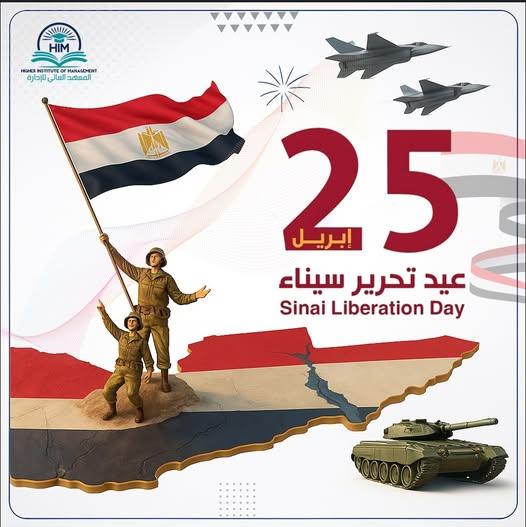 HIM
HIGHER INSTITUTE OF MANAGEMENT
المعهد العالي للإدارة
25
إبريل
عيد تحرير سيناء
Sinai Liberation Day